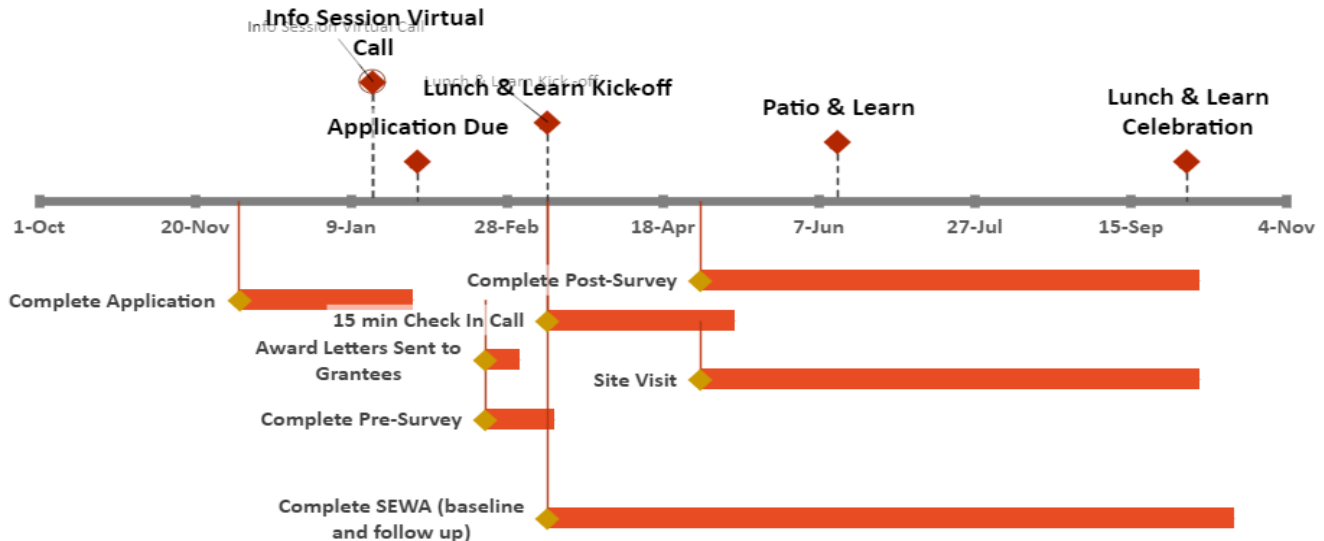 Info Session Virtual
Call
Info Session Virtual Call
Lunch & Learn Kick-off
Lunch & Learn Kick -off
Application Due
Patio & Learn
Lunch & Learn
Celebration
1-Oct
20-Nov
9-Jan
28-Feb
18-Apr
7-Jun
27-Jul
15-Sep
4-Nov
Complete Post-Survey
Complete Application
15 min Check In Call
Award Letters Sent to
Grantees
Site Visit
Complete Pre-Survey
Complete SEWA (baseline
and follow up)